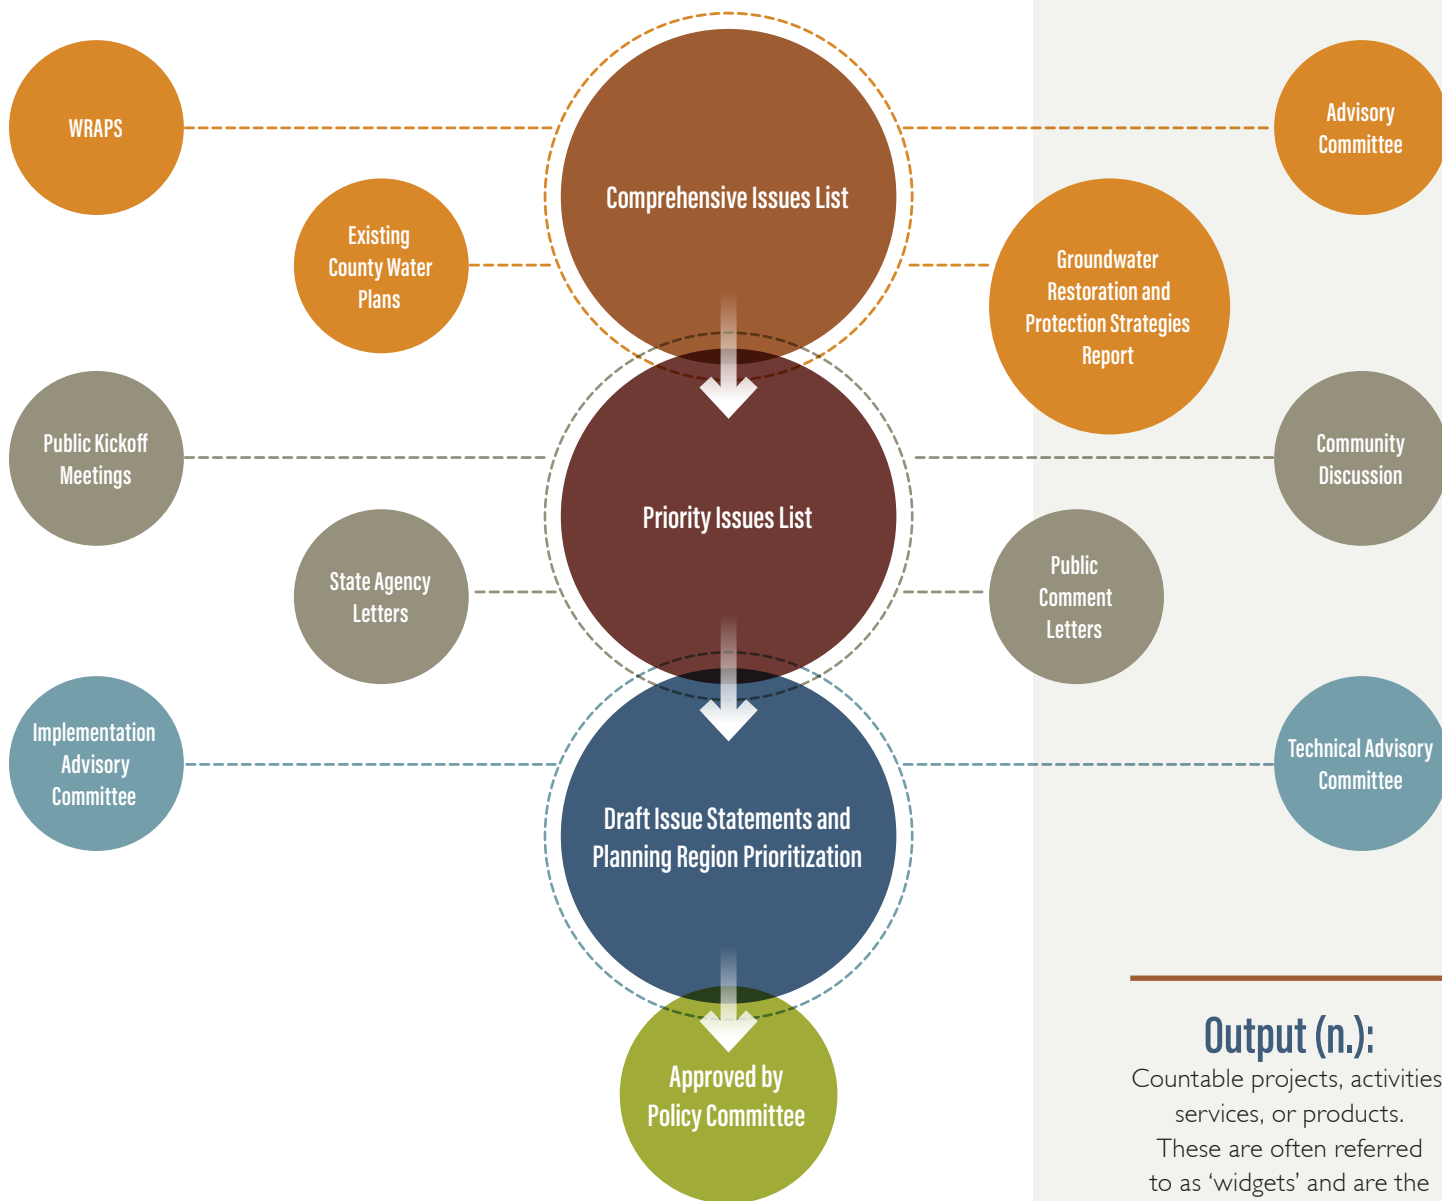 WRAPS
Advisory
Committee
Comprehensive Issues List
Existing
County Water
Plans
Groundwater
Restoration and
Protection Strategies
Report
Public Kickoff
Meetings
Community
Discussion
Priority Issues List
State Agency
Letters
Public
Comment
Letters
Implementation
Advisory
Committee
Technical Advisory
Committee
Draft Issue Statements and
Planning Region Prioritization
Approved by
Policy Committee
Output (n.):
Countable projects, activities
services, or products.
These are often referred
to as ‘widgets’ and are the